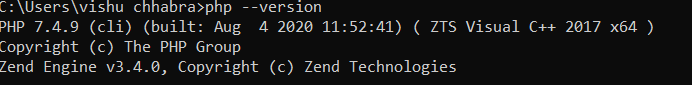 C:\Users\vishu chhabra>php --version
PHP 7.4.9 (cli) (built: Aug  4 2020 11:52:41) ( ZTS Visual C++ 2017 x64 )
Copyright (c) The PHP Group
Zend Engine v3.4.0, Copyright (c) Zend Technologies